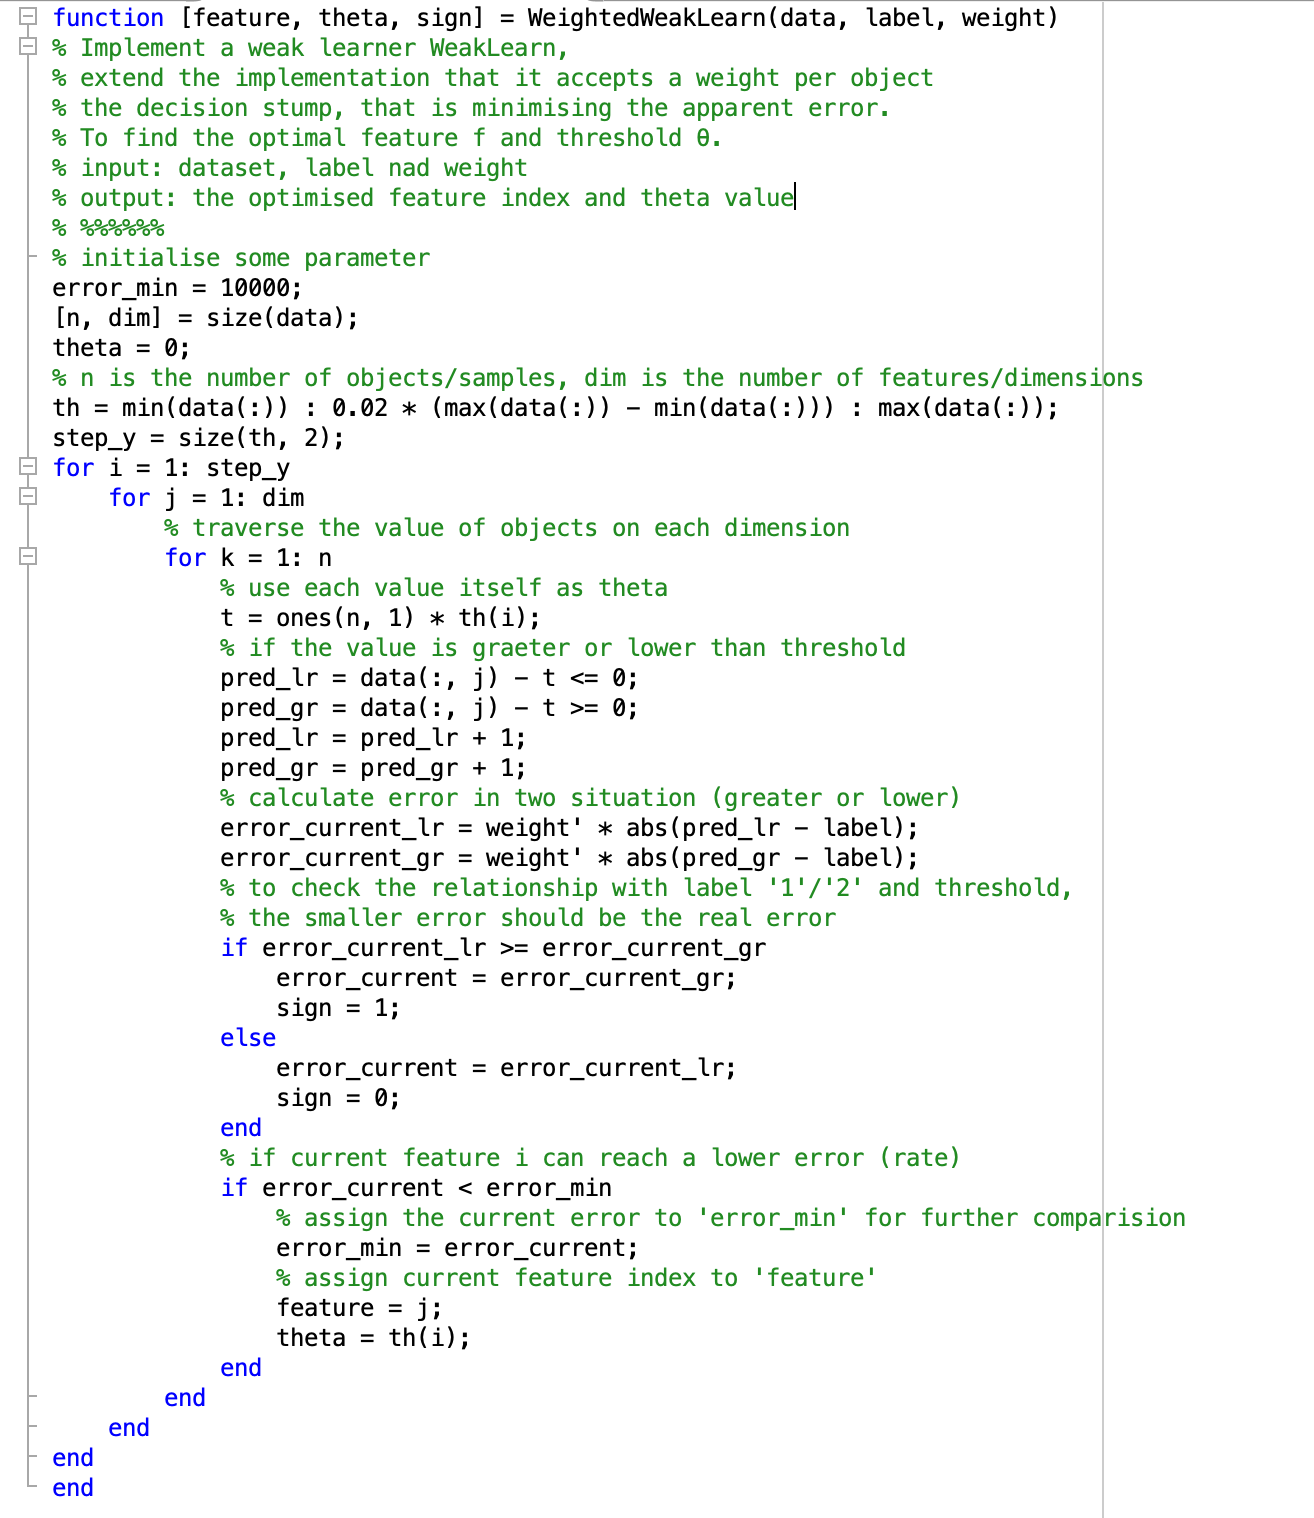 function [feature, theta, sign] = WeightedWeakLearn(data, label, weight)
% Implement a weak learner WeakLearn,
% extend the implementation that it accepts a weight per object
% the decision stump, that is minimising the apparent error.
% To find the optimal feature f and threshold θ.
% input: dataset, label nad weight
% output: the optimised feature index and theta value
% %%%%%%
% initialise some parameter
error_min = 10000;
[n, dim] = size(data);
theta = 0;
% n is the number of objects/samples, dim is the number of features/dimensions
th = min(data(:)) : 0.02 * (max(data(:)) - min(data(:))) : max(data(:));
step_y = size(th, 2);
for i = 1: step_y
    for j = 1: dim
        % traverse the value of objects on each dimension
        for k = 1: n
            % use each value itself as theta
            t = ones(n, 1) * th(i);
            % if the value is graeter or lower than threshold
            pred_lr = data(:, j) - t <= 0;
            pred_gr = data(:, j) - t >= 0;
            pred_lr = pred_lr + 1;
            pred_gr = pred_gr + 1;
            % calculate error in two situation (greater or lower)
            error_current_lr = weight' * abs(pred_lr - label);
            error_current_gr = weight' * abs(pred_gr - label);
            % to check the relationship with label '1'/'2' and threshold,
            % the smaller error should be the real error
            if error_current_lr >= error_current_gr
                error_current = error_current_gr;
                sign = 1;
            else
                error_current = error_current_lr;
                sign = 0;
            end
            % if current feature i can reach a lower error (rate)
            if error_current < error_min
                % assign the current error to 'error_min' for further comparision
                error_min = error_current;
                % assign current feature index to 'feature'
                feature = j;
                theta = th(i);
            end
        end
    end
end
end